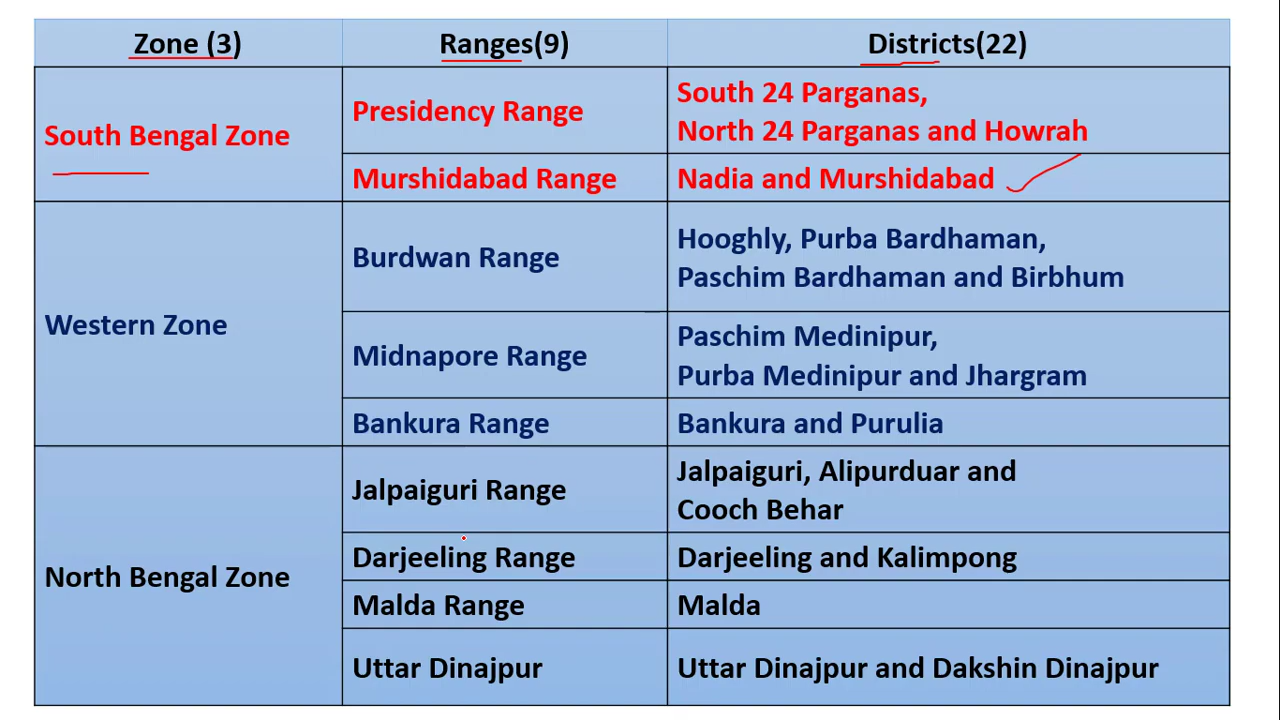 Zone (3)
Ranges(9)
Districts(22)
South Bengal Zone
Presidency Range
South 24 Parganas,
North 24 Parganas and Howrah
Murshidabad Range
Nadia and Murshidabad
Western Zone
Burdwan Range
Hooghly, Purba Bardhaman,
Paschim Bardhaman and Birbhum
Midnapore Range
Paschim Medinipur,
Purba Medinipur and Jhargram
Bankura Range
Bankura and Purulia
North Bengal Zone
Jalpaiguri Range
Jalpaiguri, Alipurduar and
Cooch Behar
Darjeeling Range
Darjeeling and Kalimpong
Malda Range
Malda
Uttar Dinajpur
Uttar Dinajpur and Dakshin Dinajpur